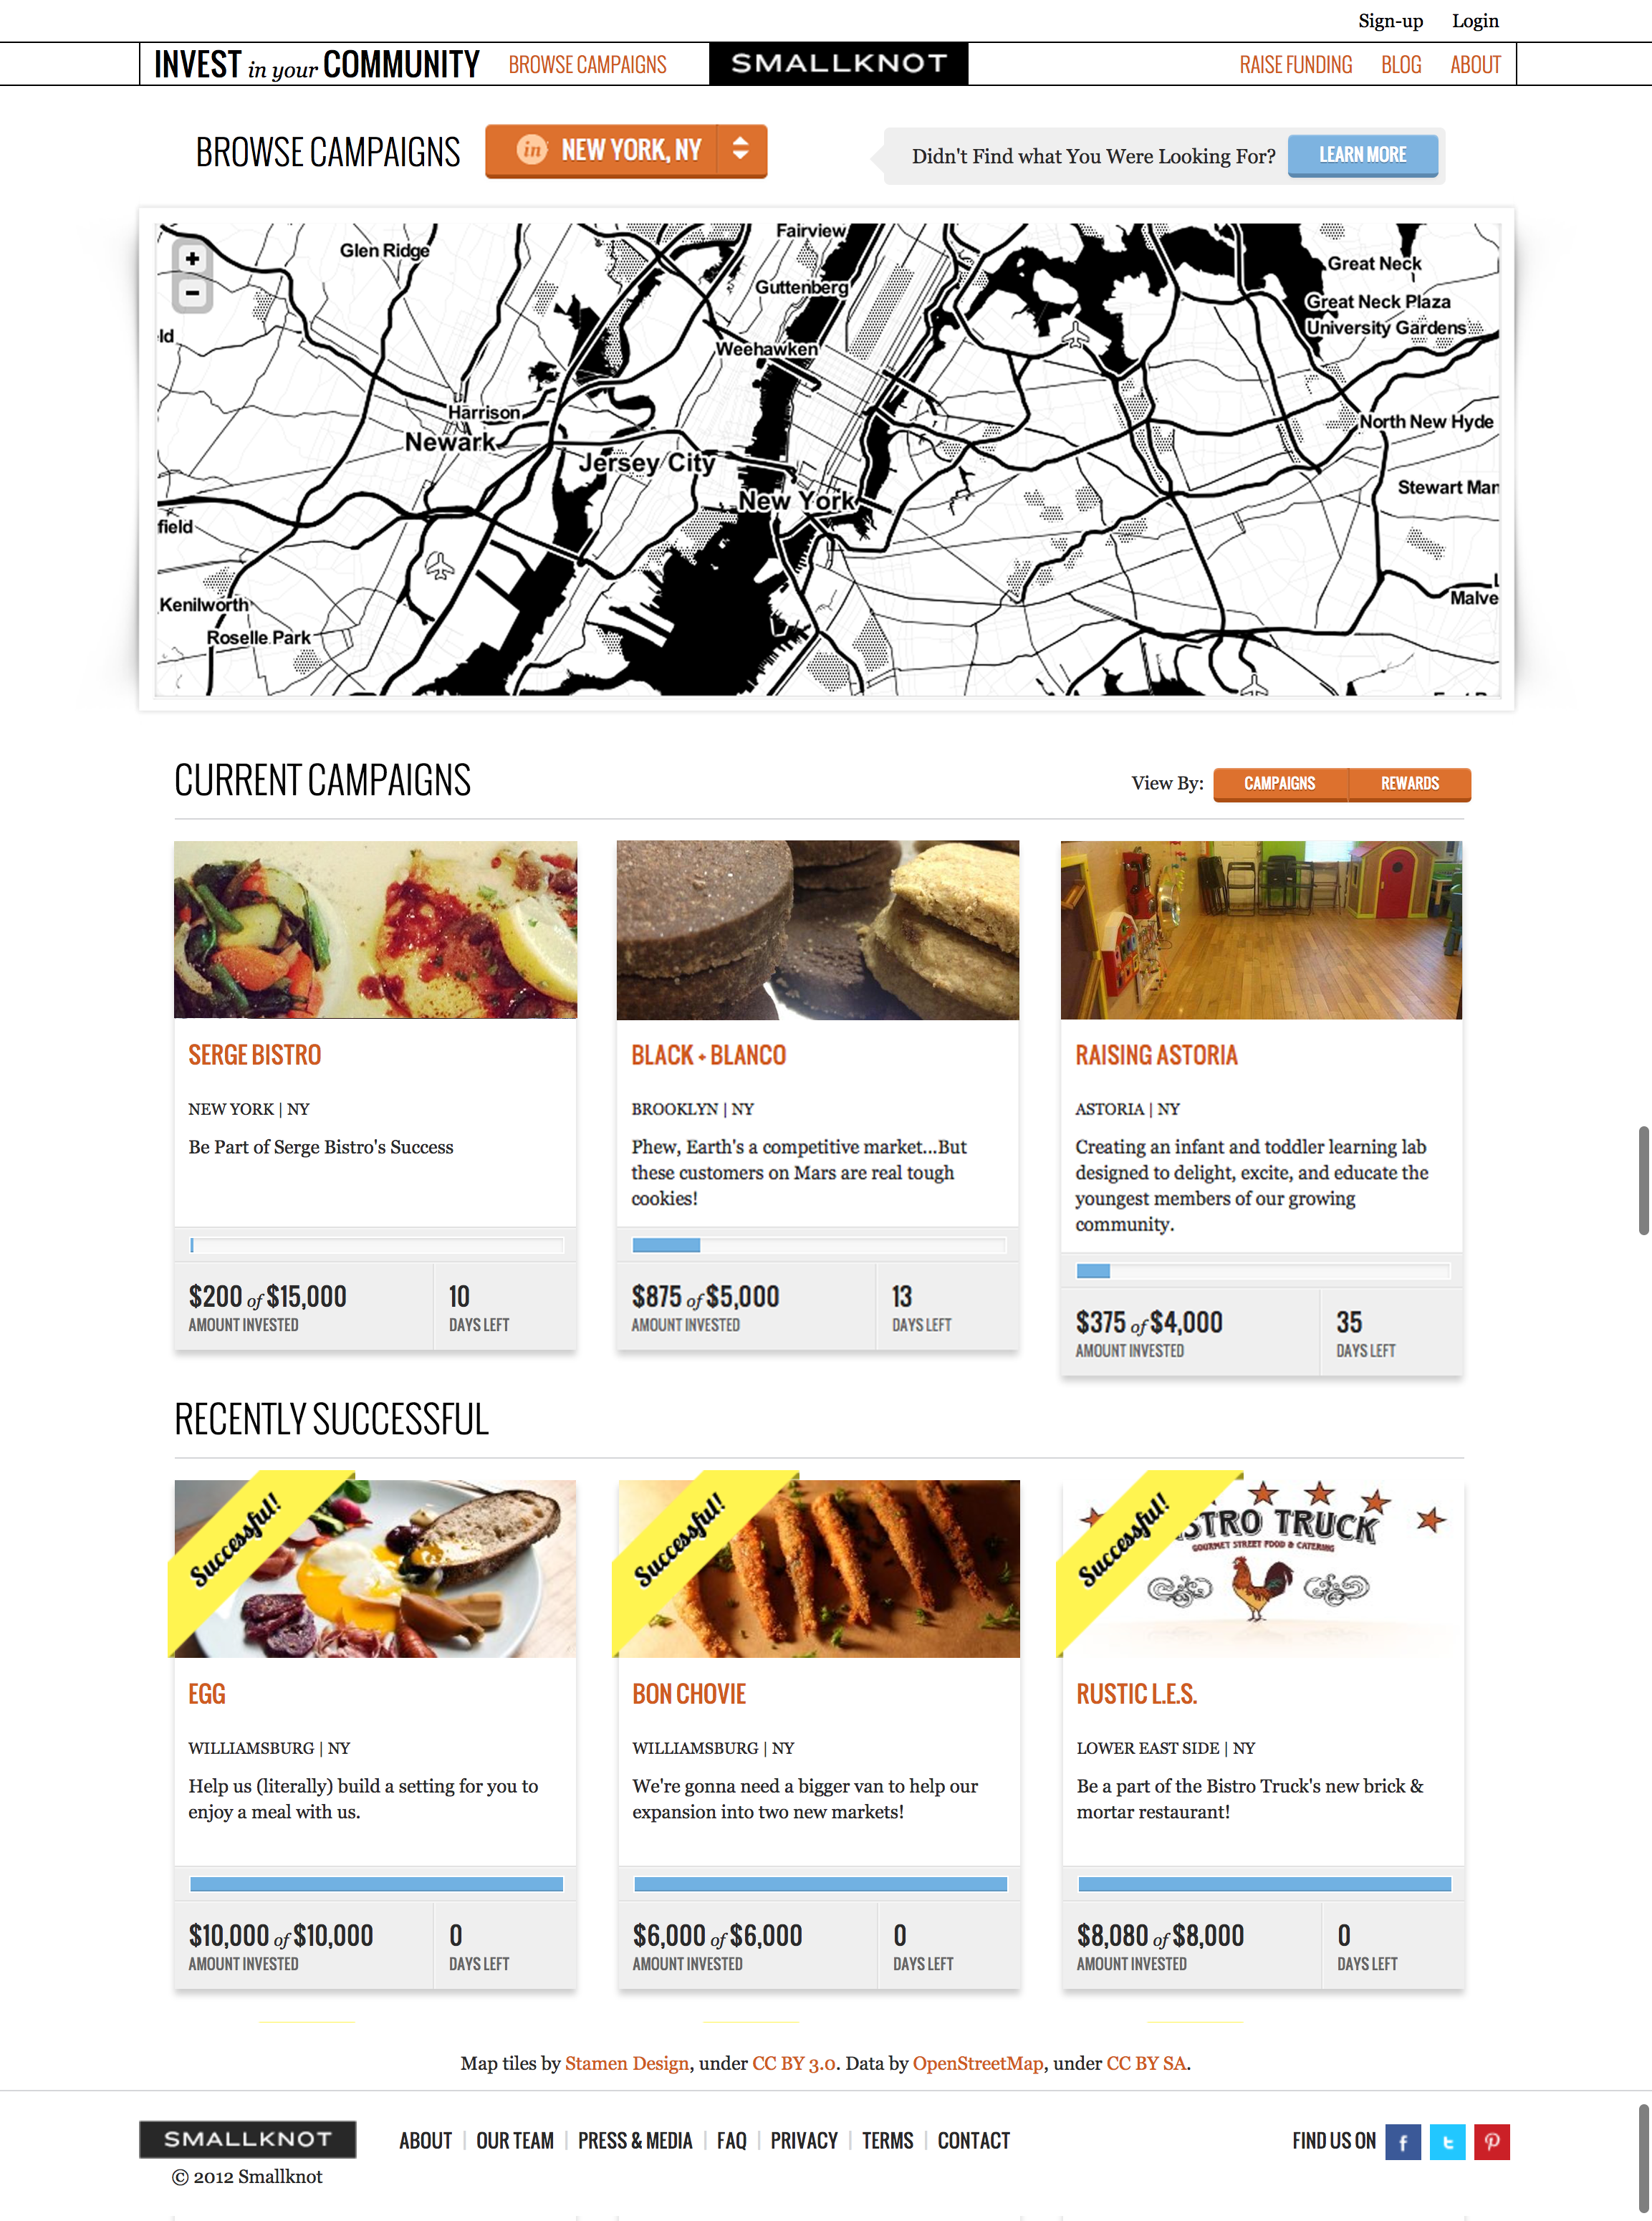 Sign-up Login
INVEST in your COMMUNITY BROWSE CAMPAIGNS SMALLKNOT RAISE FUNDING BLOG ABOUT
BROWSE CAMPAIGNS in NEW YORK, NY Didn't Find what You Were Looking For? LEARN MORE
+
−
Fairview
Glen Ridge
Great Neck
Guttenberg
Great Neck Plaza
University Gardens
ld
Weehawken
Harrison
North New Hyde
Newark
Jersey City
Stewart Man
New York
field
Kenilworth
Malve
Roselle Park
CURRENT CAMPAIGNS View By: CAMPAIGNS REWARDS
SERGE BISTRO
NEW YORK | NY
Be Part of Serge Bistro's Success
$200 of $15,000 10
AMOUNT INVESTED DAYS LEFT
BLACK + BLANCO
BROOKLYN | NY
Phew, Earth's a competitive market...But
these customers on Mars are real tough
cookies!
$875 of $5,000 13
AMOUNT INVESTED DAYS LEFT
RAISING ASTORIA
ASTORIA | NY
Creating an infant and toddler learning lab
designed to delight, excite, and educate the
youngest members of our growing
community.
$375 of $4,000 35
AMOUNT INVESTED DAYS LEFT
RECENTLY SUCCESSFUL
Successful!
EGG
WILLIAMSBURG | NY
Help us (literally) build a setting for you to
enjoy a meal with us.
$10,000 of $10,000 0
AMOUNT INVESTED DAYS LEFT
Successful!
BON CHOVIE
WILLIAMSBURG | NY
We're gonna need a bigger van to help our
expansion into two new markets!
$6,000 of $6,000 0
AMOUNT INVESTED DAYS LEFT
Successful!
STRO TRUCK
GOURMET STREET FOOD & CATERING
RUSTIC L.E.S.
LOWER EAST SIDE | NY
Be a part of the Bistro Truck's new brick &
mortar restaurant!
$8,080 of $8,000 0
AMOUNT INVESTED DAYS LEFT
Map tiles by Stamen Design, under CC BY 3.0. Data by OpenStreetMap, under CC BY SA.
SMALLKNOT ABOUT | OUR TEAM | PRESS & MEDIA | FAQ | PRIVACY | TERMS | CONTACT FIND US ON
© 2012 Smallknot